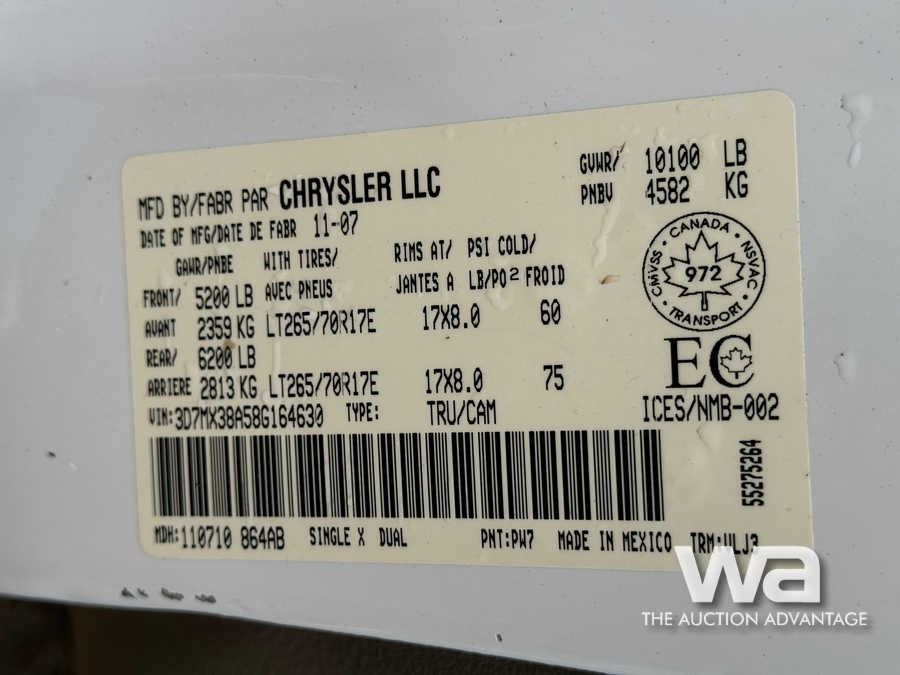 MFD BY/FABR PAR CHRYSLER LLC
GVWR/ 10100 LB
PNBV 4582 KG
DATE OF MFG/DATE DE FABR 11-07
GAWR/PNBE WITH TIRES/ RIMS AT/ PSI COLD/
FRONT/ 5200 LB AVEC PNEUS JANTES A LB/PO2 FROID
AVANT 2359 KG LT265/70R17E 17X8.0 60
REAR/ 6200 LB
ARRIERE 2813 KG LT265/70R17E 17X8.0 75
VIN:3D7MX38A58G164630 TYPE: TRU/CAM
CANADA
CMVSS NSVAC
972
TRANSPORT
EC
ICES/NMB-002
55275264
MDH:110710 864AB SINGLE X DUAL PNT:PW7 MADE IN MEXICO TRM:VLJ3
wa
THE AUCTION ADVANTAGE